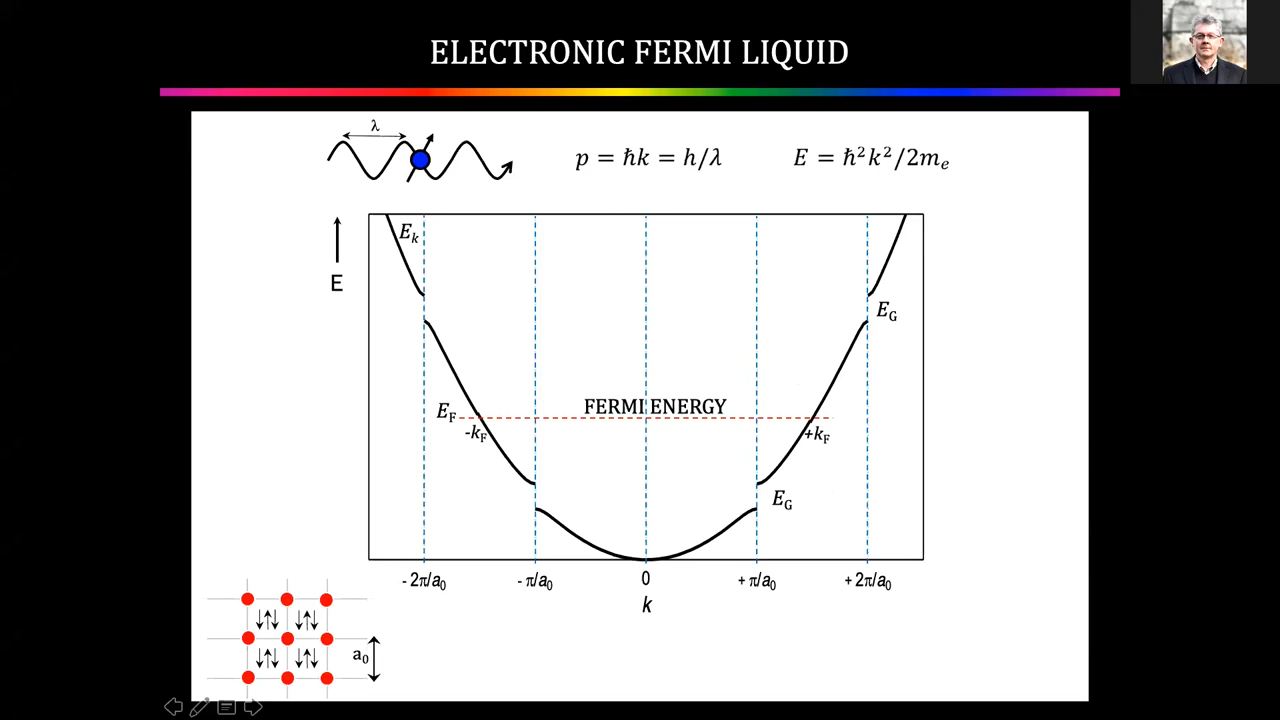 ELECTRONIC FERMI LIQUID
λ
p = ħk = h/λ
E = ħ²k²/2mₑ
E
Eₖ
E_G
FERMI ENERGY
E_F
-k_F
+k_F
E_G
- 2π/a₀
- π/a₀
0
+ π/a₀
+ 2π/a₀
k
a₀